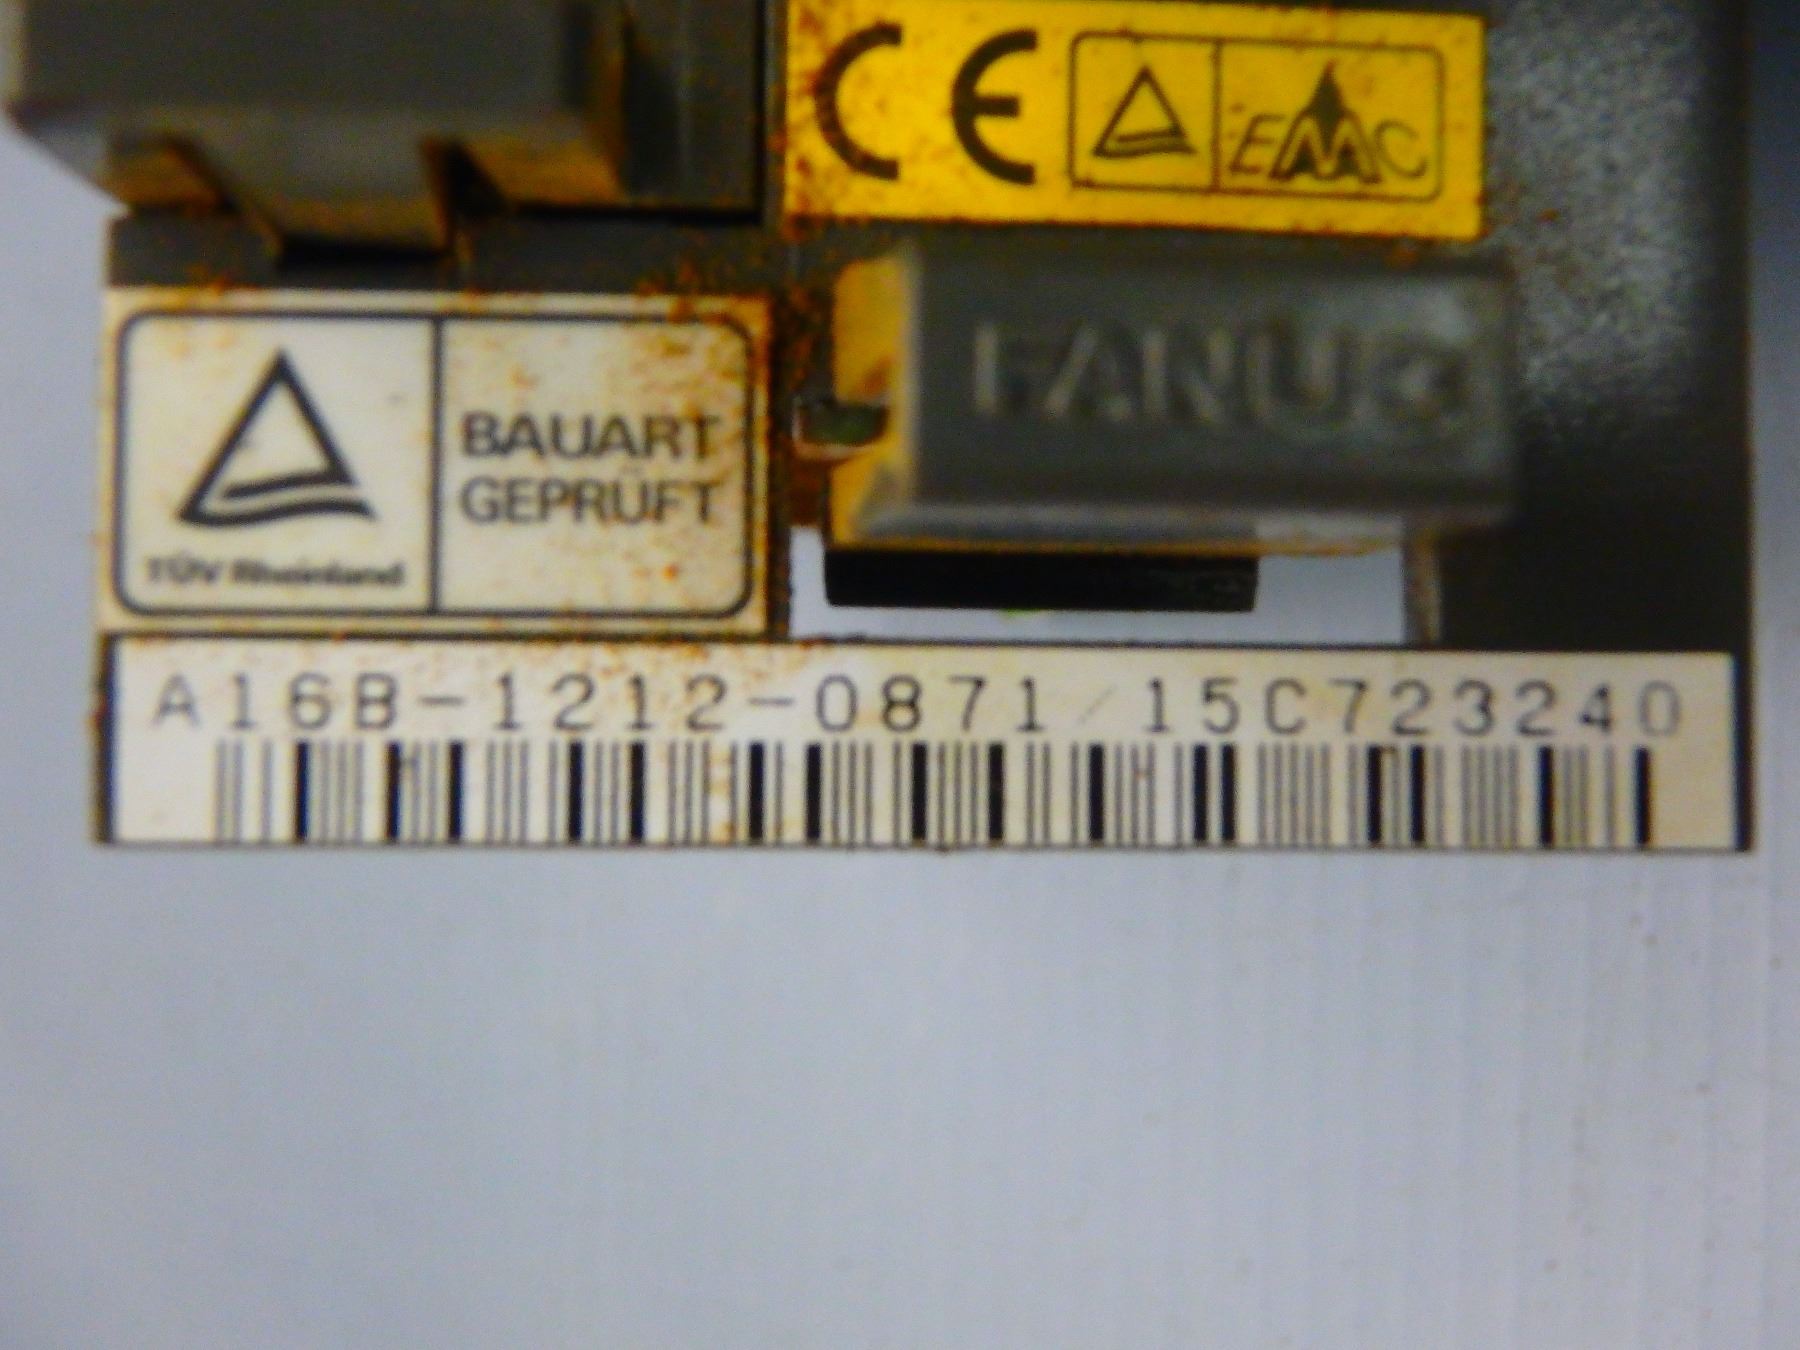 CE
EMC
FANUC
BAUART
GEPRÜFT
TÜV Rheinland
A16B-1212-0871/15C723240